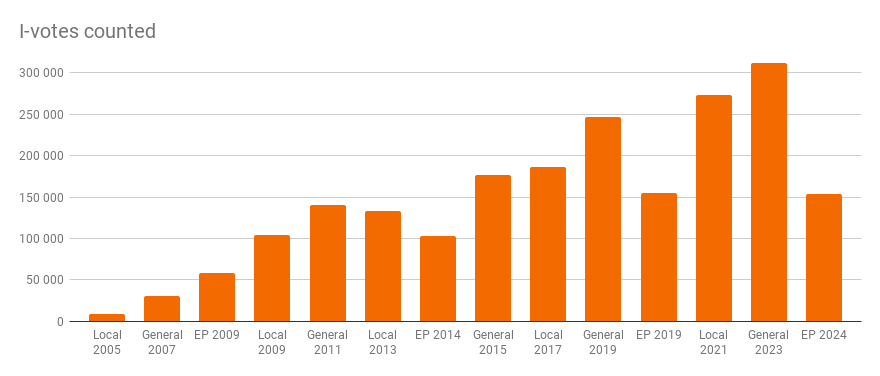 I-votes counted
300 000
250 000
200 000
150 000
100 000
50 000
0
Local 2005
General 2007
EP 2009
Local 2009
General 2011
Local 2013
EP 2014
General 2015
Local 2017
General 2019
EP 2019
Local 2021
General 2023
EP 2024